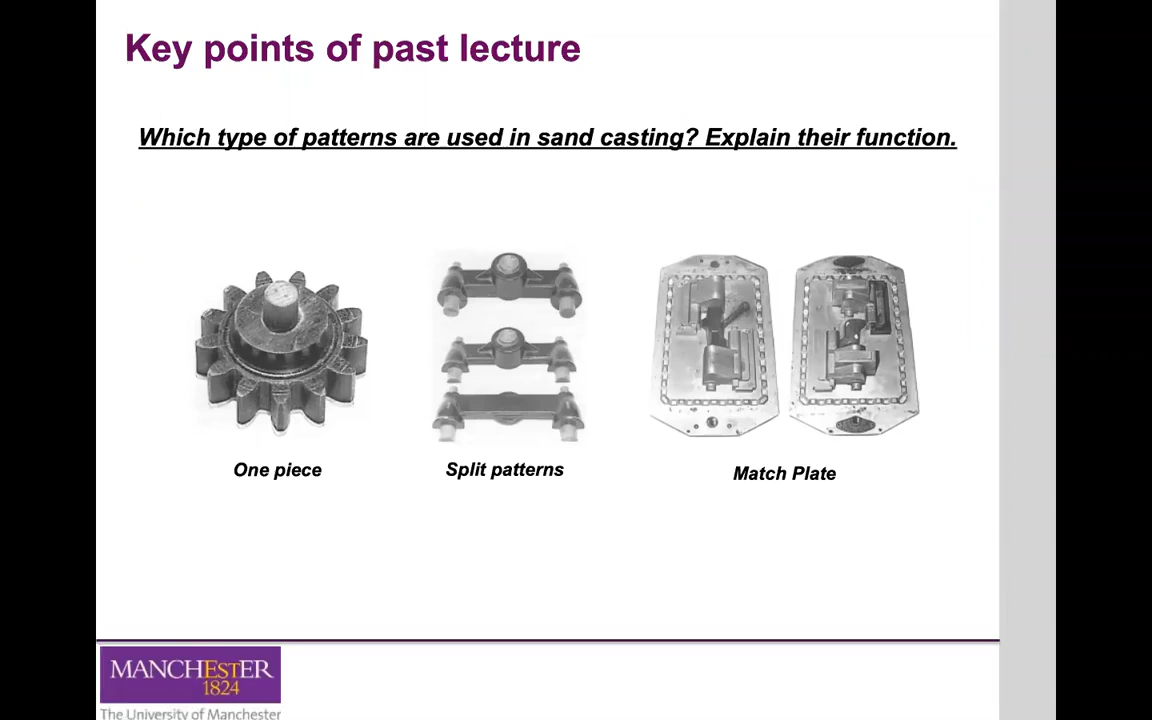 Key points of past lecture
Which type of patterns are used in sand casting? Explain their function.
One piece
Split patterns
Match Plate
MANCHESTER
1824
The University of Manchester